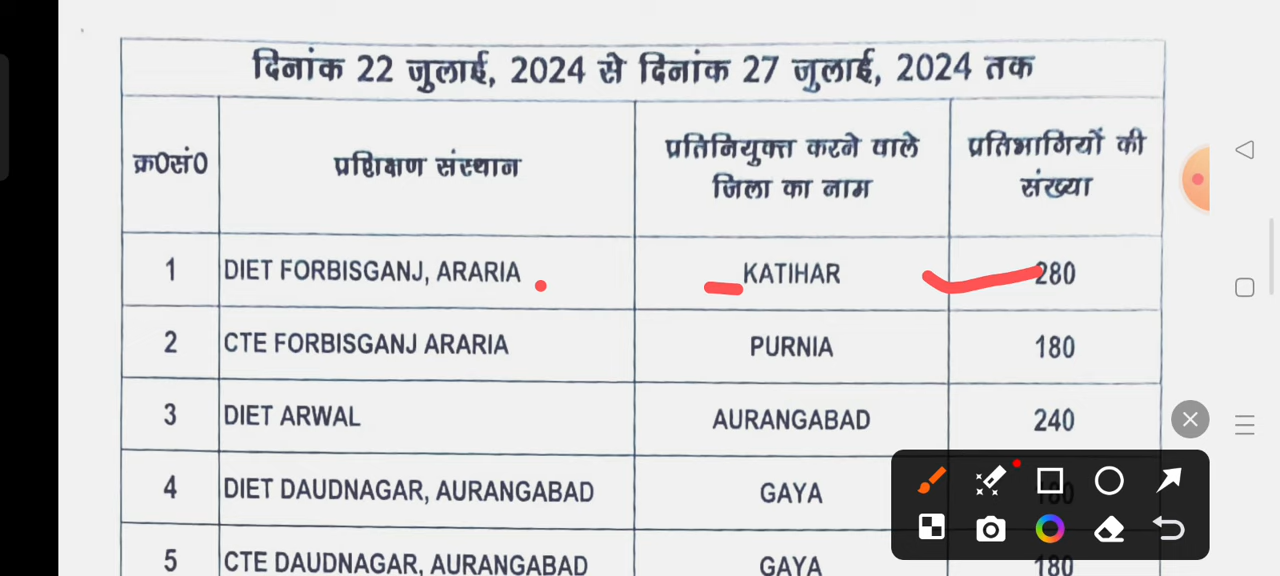 दिनांक 22 जुलाई, 2024 से दिनांक 27 जुलाई, 2024 तक
क्र0सं0 प्रशिक्षण संस्थान प्रतिनियुक्त करने वाले जिला का नाम प्रतिभागियों की संख्या
1 DIET FORBISGANJ, ARARIA KATIHAR 280
2 CTE FORBISGANJ ARARIA PURNIA 180
3 DIET ARWAL AURANGABAD 240
4 DIET DAUDNAGAR, AURANGABAD GAYA
5 CTE DAUDNAGAR, AURANGABAD GAYA 180